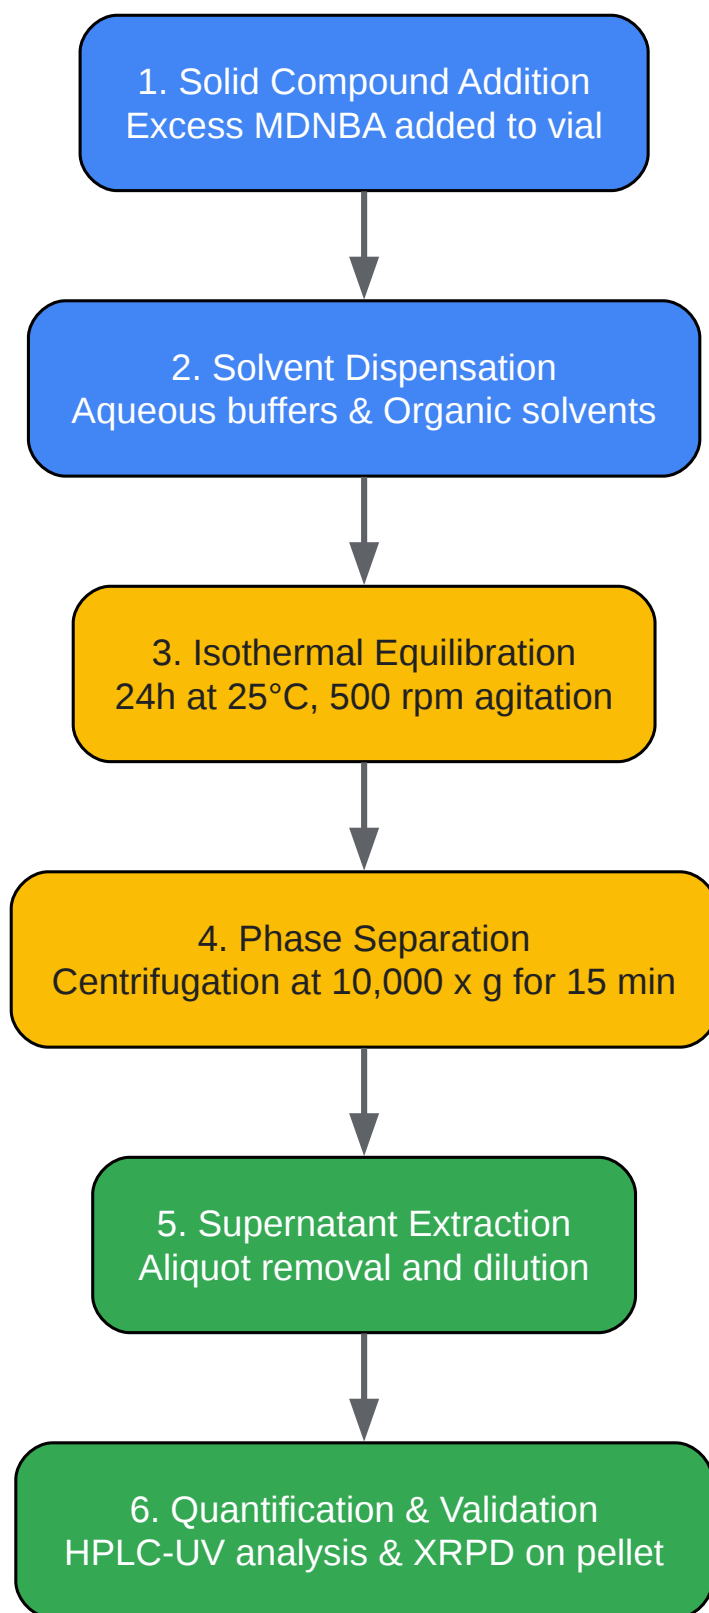 1. Solid Compound Addition
Excess MDNBA added to vial
2. Solvent Dispensation
Aqueous buffers & Organic solvents
3. Isothermal Equilibration
24h at 25°C, 500 rpm agitation
4. Phase Separation
Centrifugation at 10,000 x g for 15 min
5. Supernatant Extraction
Aliquot removal and dilution
6. Quantification & Validation
HPLC-UV analysis & XRPD on pellet